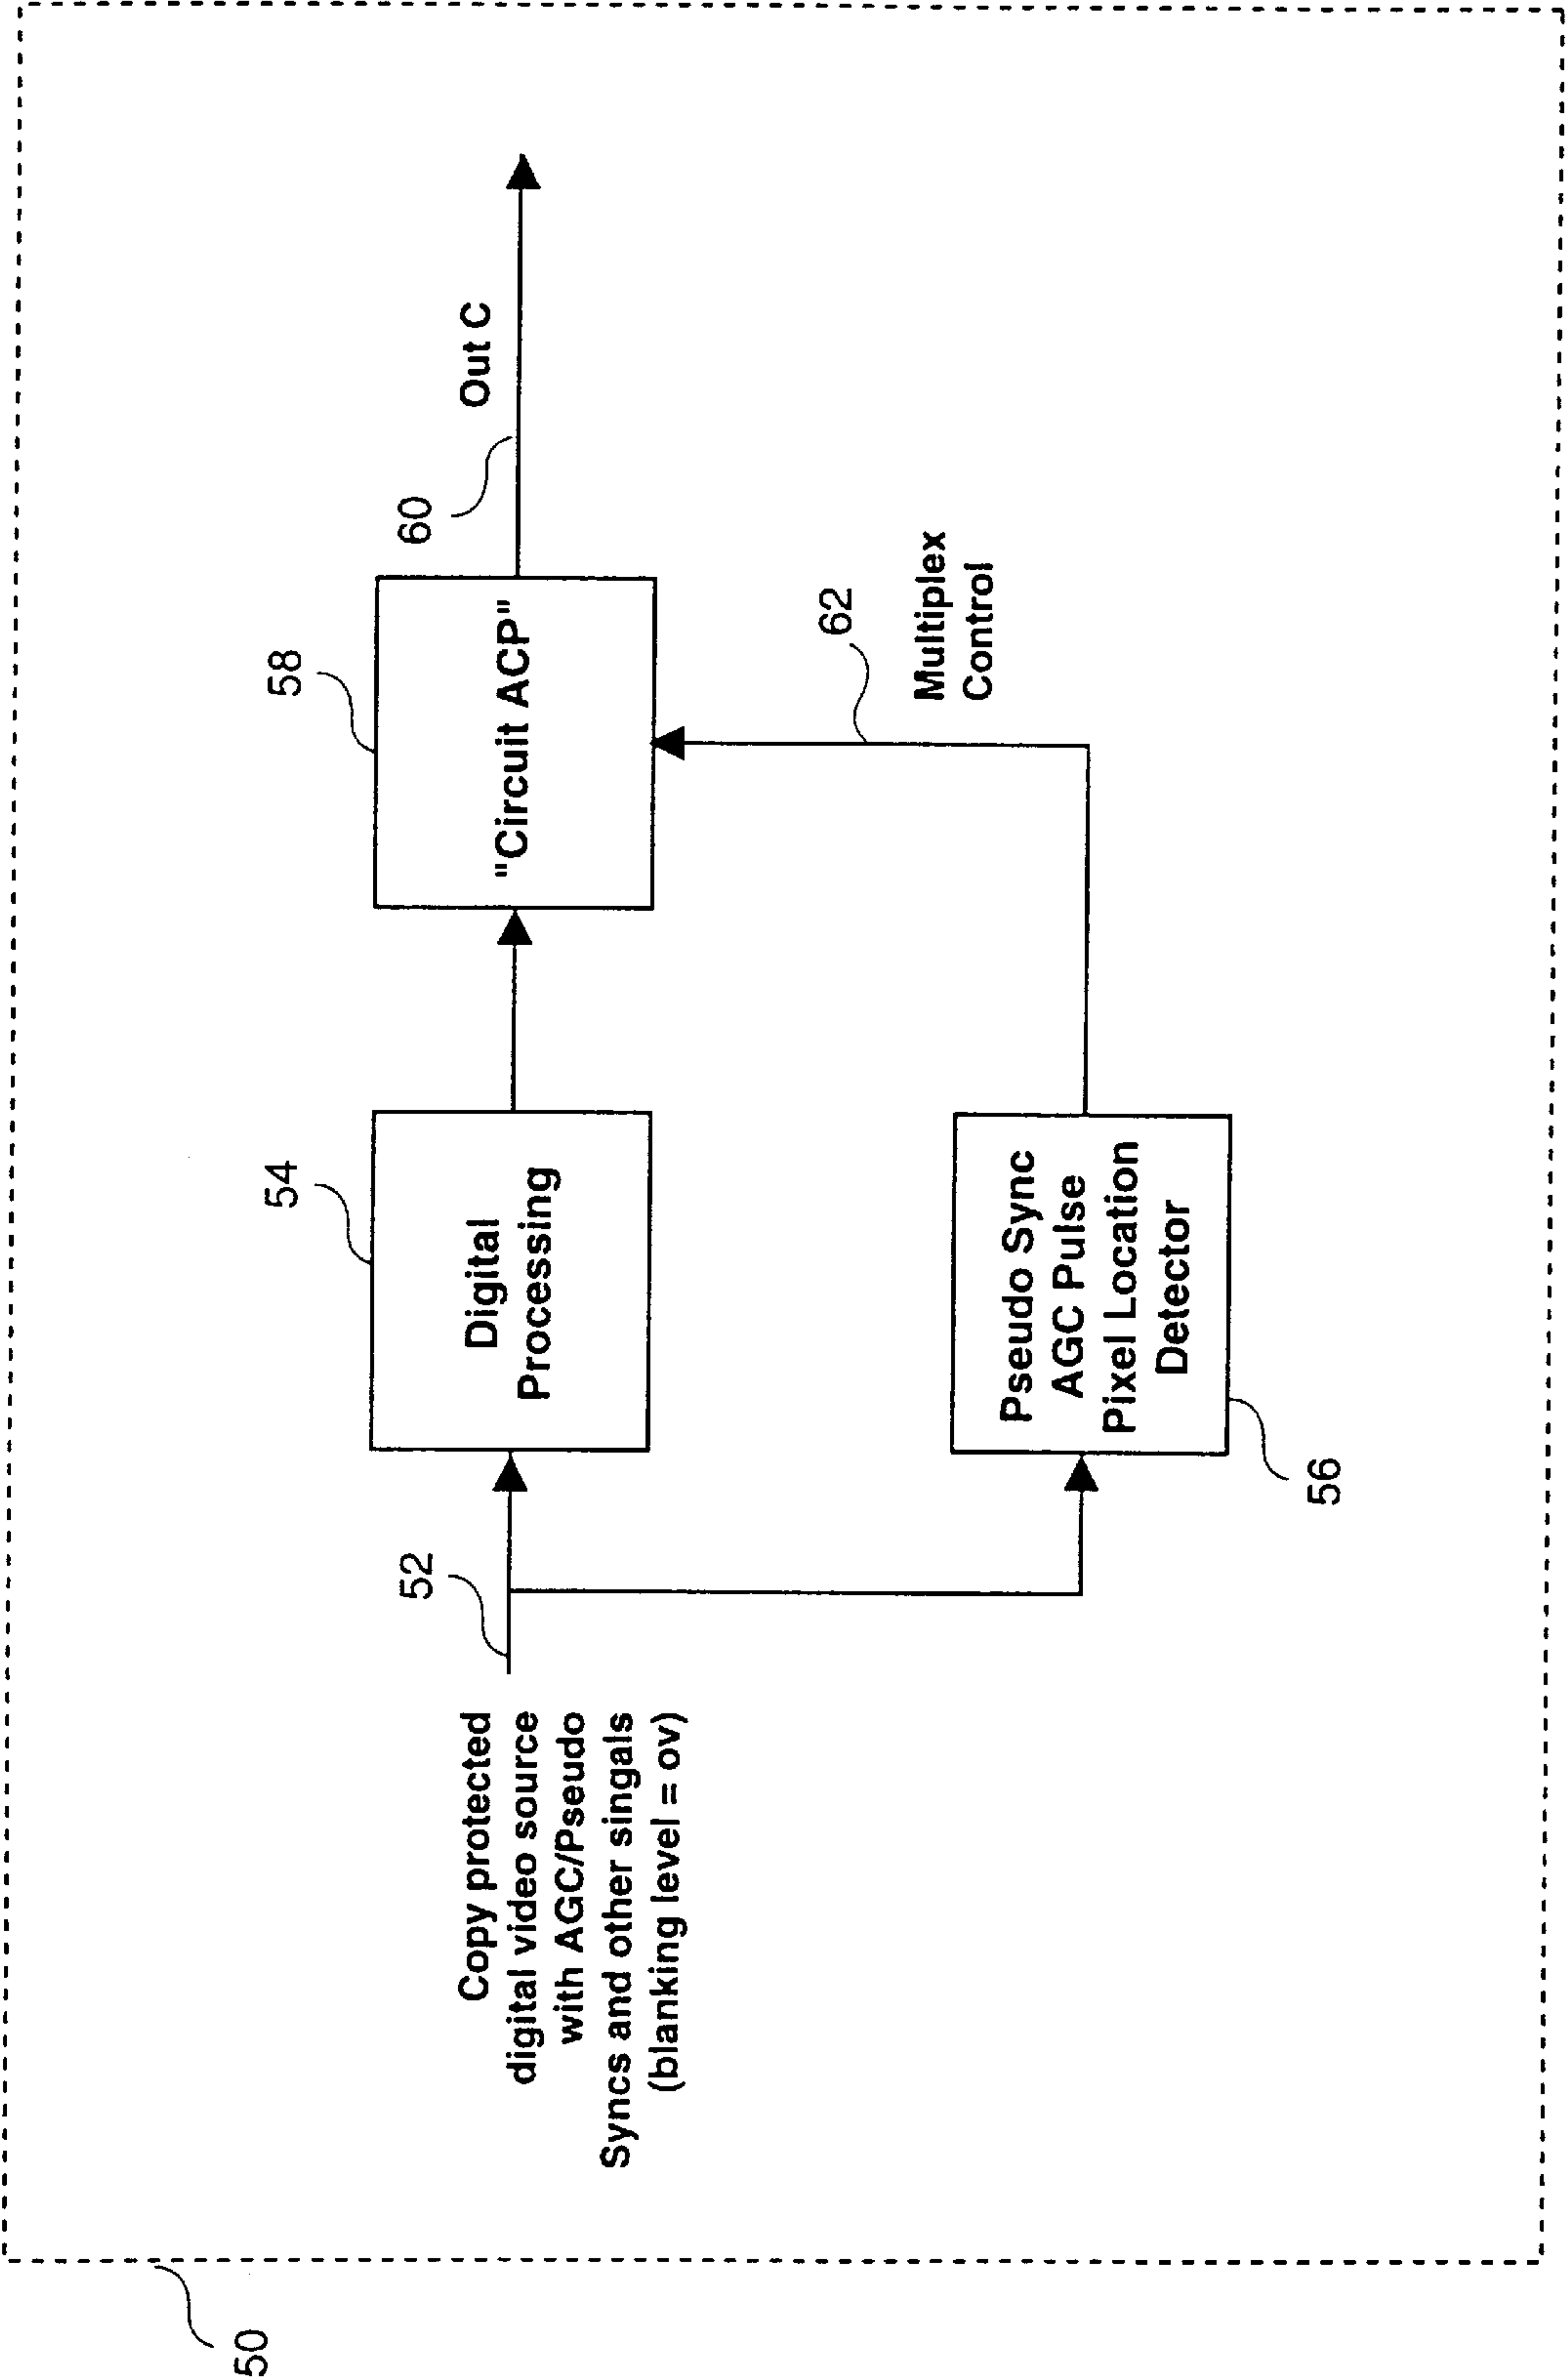 50
Copy protected
digital video source
with AGC/Pseudo
Syncs and other singals
(blanking level = ov)
52
54
Digital
Processing
56
Pseudo Sync
AGC Pulse
Pixel Location
Detector
58
"Circuit ACP"
62
Multiplex
Control
60
Out C